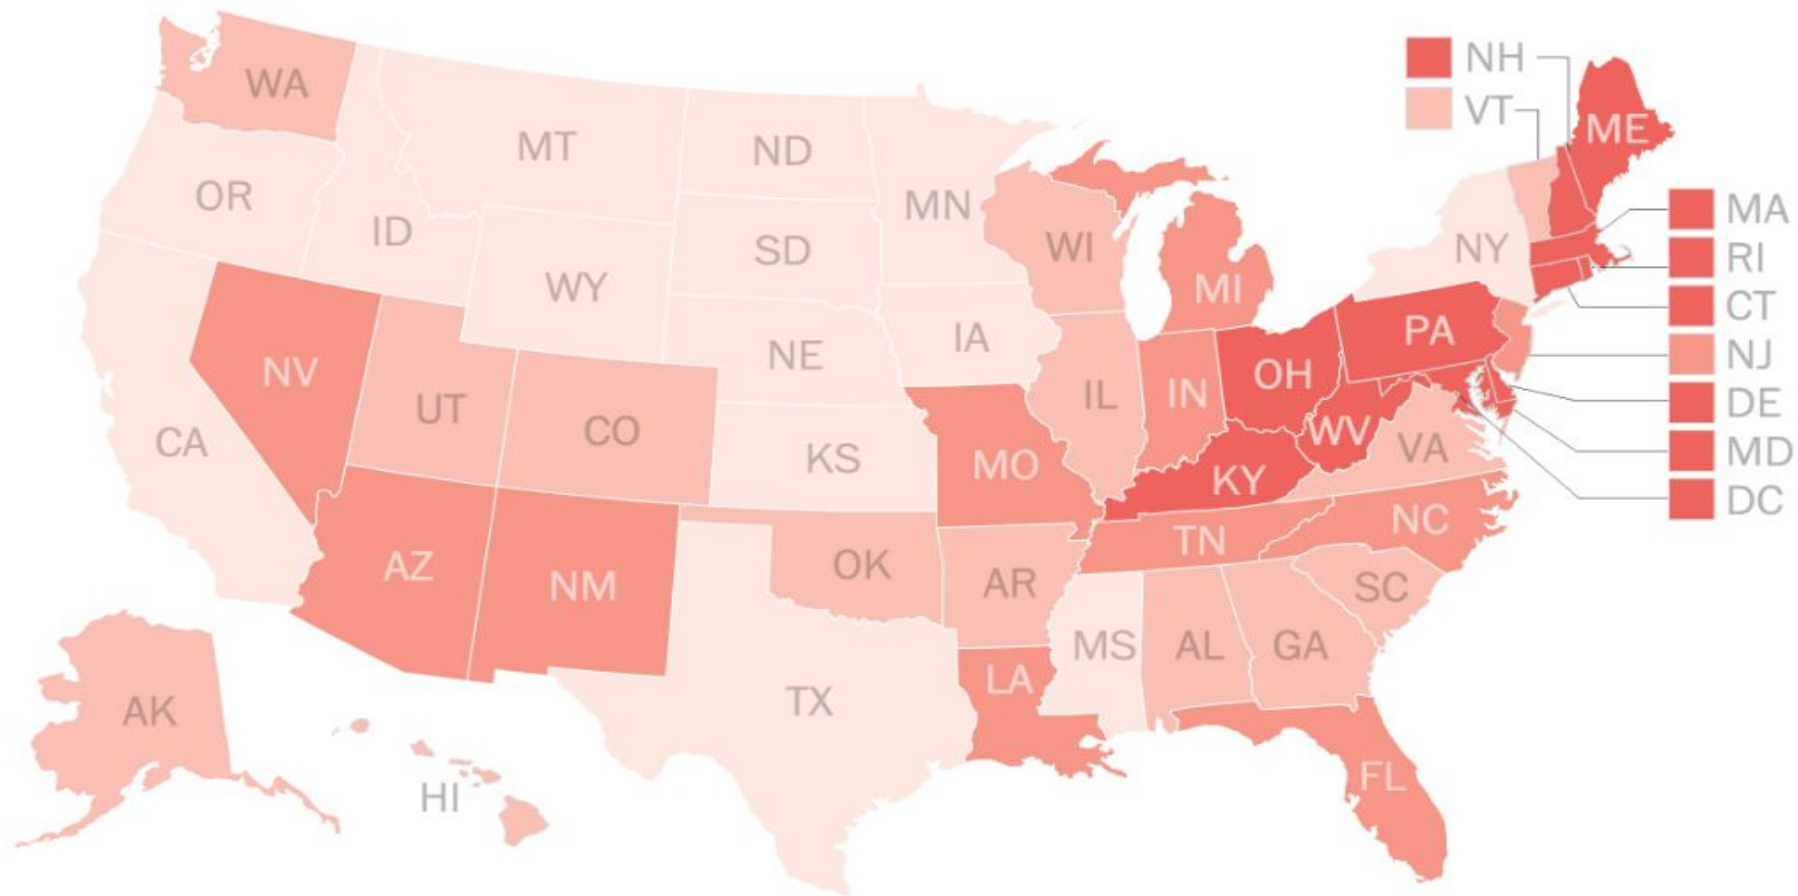 NH
WA
VT
ME
MT
ND
OR
MN
MA
ID
WI
NY
SD
RI
WY
MI
CT
PA
IA
NE
NJ
NV
OH
UT
IL
IN
DE
CO
WV
CA
KS
VA
MD
MO
KY
DC
NC
TN
AZ
OK
NM
AR
SC
MS
AL
GA
LA
TX
AK
FL
HI